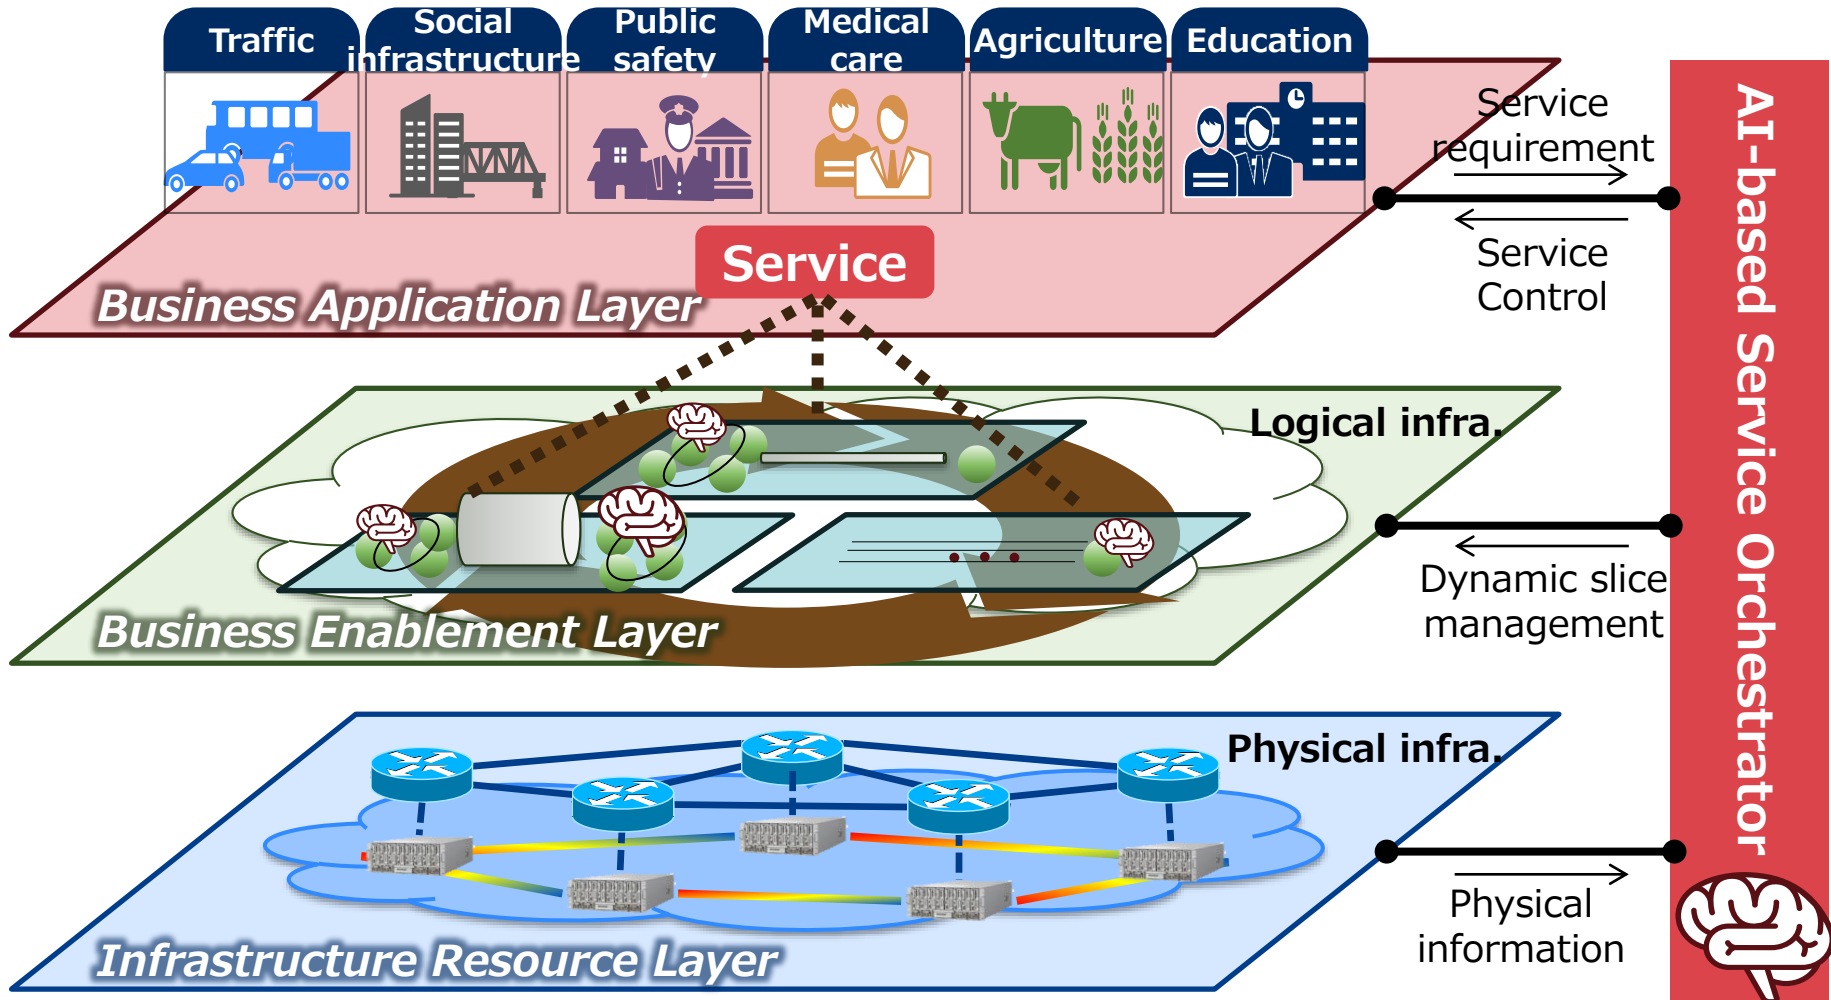 Traffic
Social
infrastructure
Public
safety
Medical
care
Agriculture
Education
Service
requirement
Service
Control
Service
Business Application Layer
Logical infra.
Dynamic slice
management
Business Enablement Layer
Physical infra.
Physical
information
Infrastructure Resource Layer
AI-based Service Orchestrator